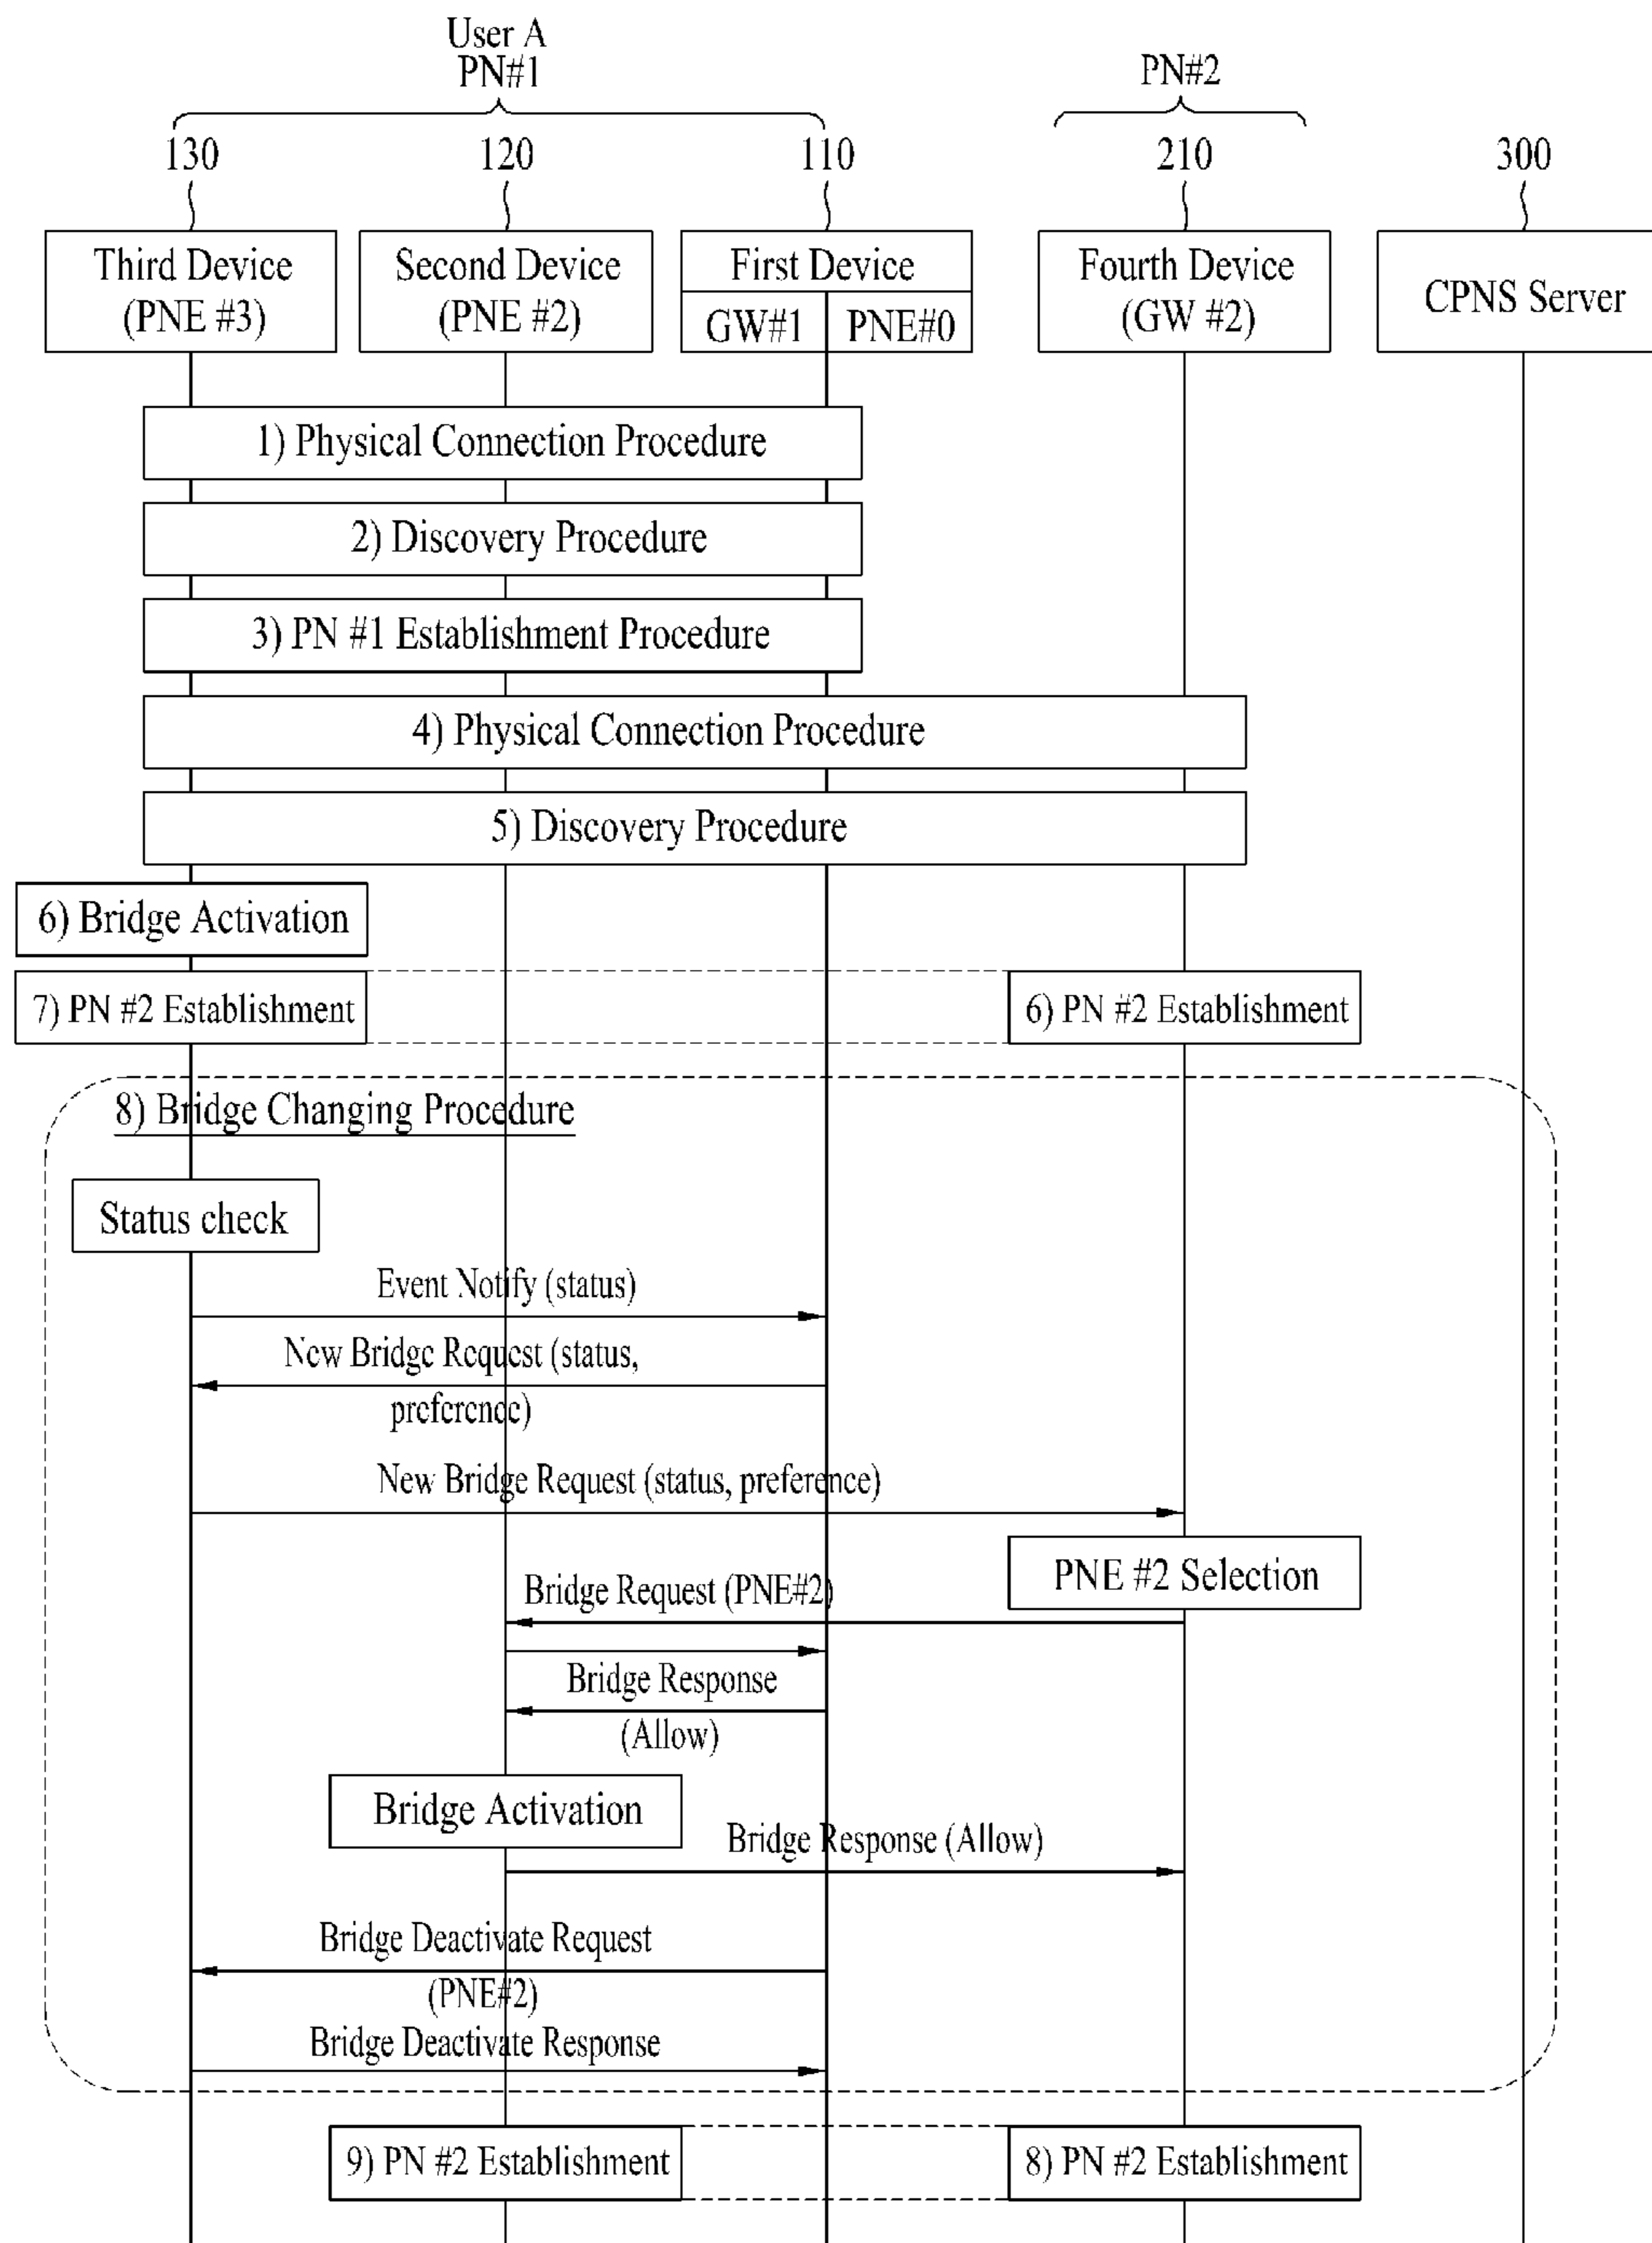 User A
PN#1
PN#2
130
120
110
210
300
Third Device
(PNE #3)
Second Device
(PNE #2)
First Device
GW#1
PNE#0
Fourth Device
(GW #2)
CPNS Server
1) Physical Connection Procedure
2) Discovery Procedure
3) PN #1 Establishment Procedure
4) Physical Connection Procedure
5) Discovery Procedure
6) Bridge Activation
7) PN #2 Establishment
6) PN #2 Establishment
8) Bridge Changing Procedure
Status check
Event Notify (status)
New Bridge Request (status,
preference)
New Bridge Request (status, preference)
PNE #2 Selection
Bridge Request (PNE#2)
Bridge Response
(Allow)
Bridge Activation
Bridge Response (Allow)
Bridge Deactivate Request
(PNE#2)
Bridge Deactivate Response
9) PN #2 Establishment
8) PN #2 Establishment